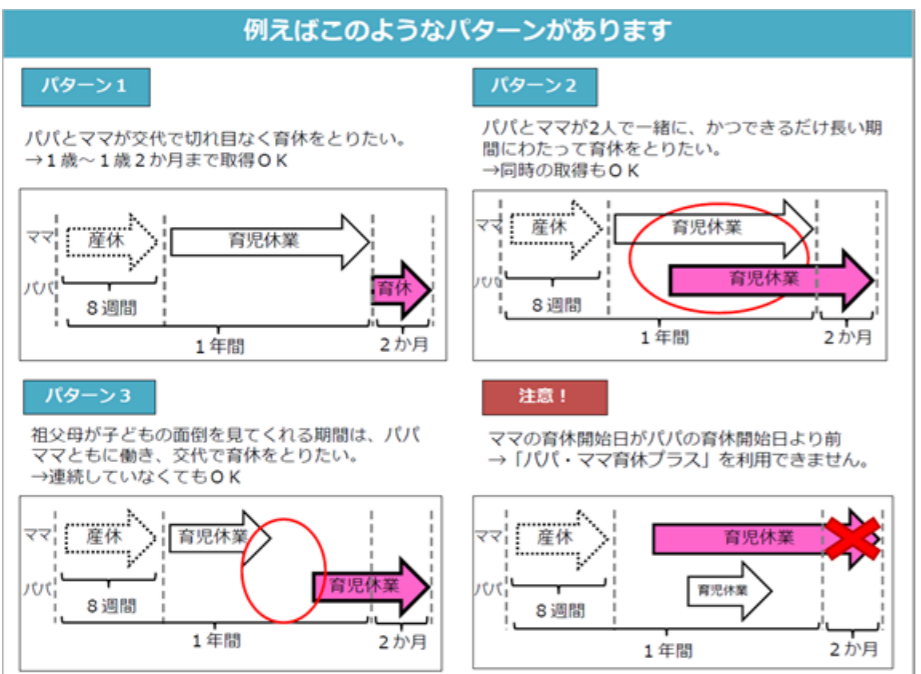 例えばこのようなパターンがあります
パターン１
パパとママが交代で切れ目なく育休をとりたい。
→１歳～１歳２か月まで取得ＯＫ
ママ
産休
育児休業
パパ
育休
８週間
１年間
２か月
パターン２
パパとママが2人で一緒に、かつできるだけ長い期
間にわたって育休をとりたい。
→同時の取得もＯＫ
ママ
産休
育児休業
パパ
育児休業
８週間
１年間
２か月
パターン３
祖父母が子どもの面倒を見てくれる期間は、パパ
ママともに働き、交代で育休をとりたい。
→連続していなくてもＯＫ
ママ
産休
育児休業
パパ
育児休業
８週間
１年間
２か月
注意！
ママの育休開始日がパパの育休開始日より前
→「パパ・ママ育休プラス」を利用できません。
ママ
産休
育児休業
パパ
育児休業
８週間
１年間
２か月